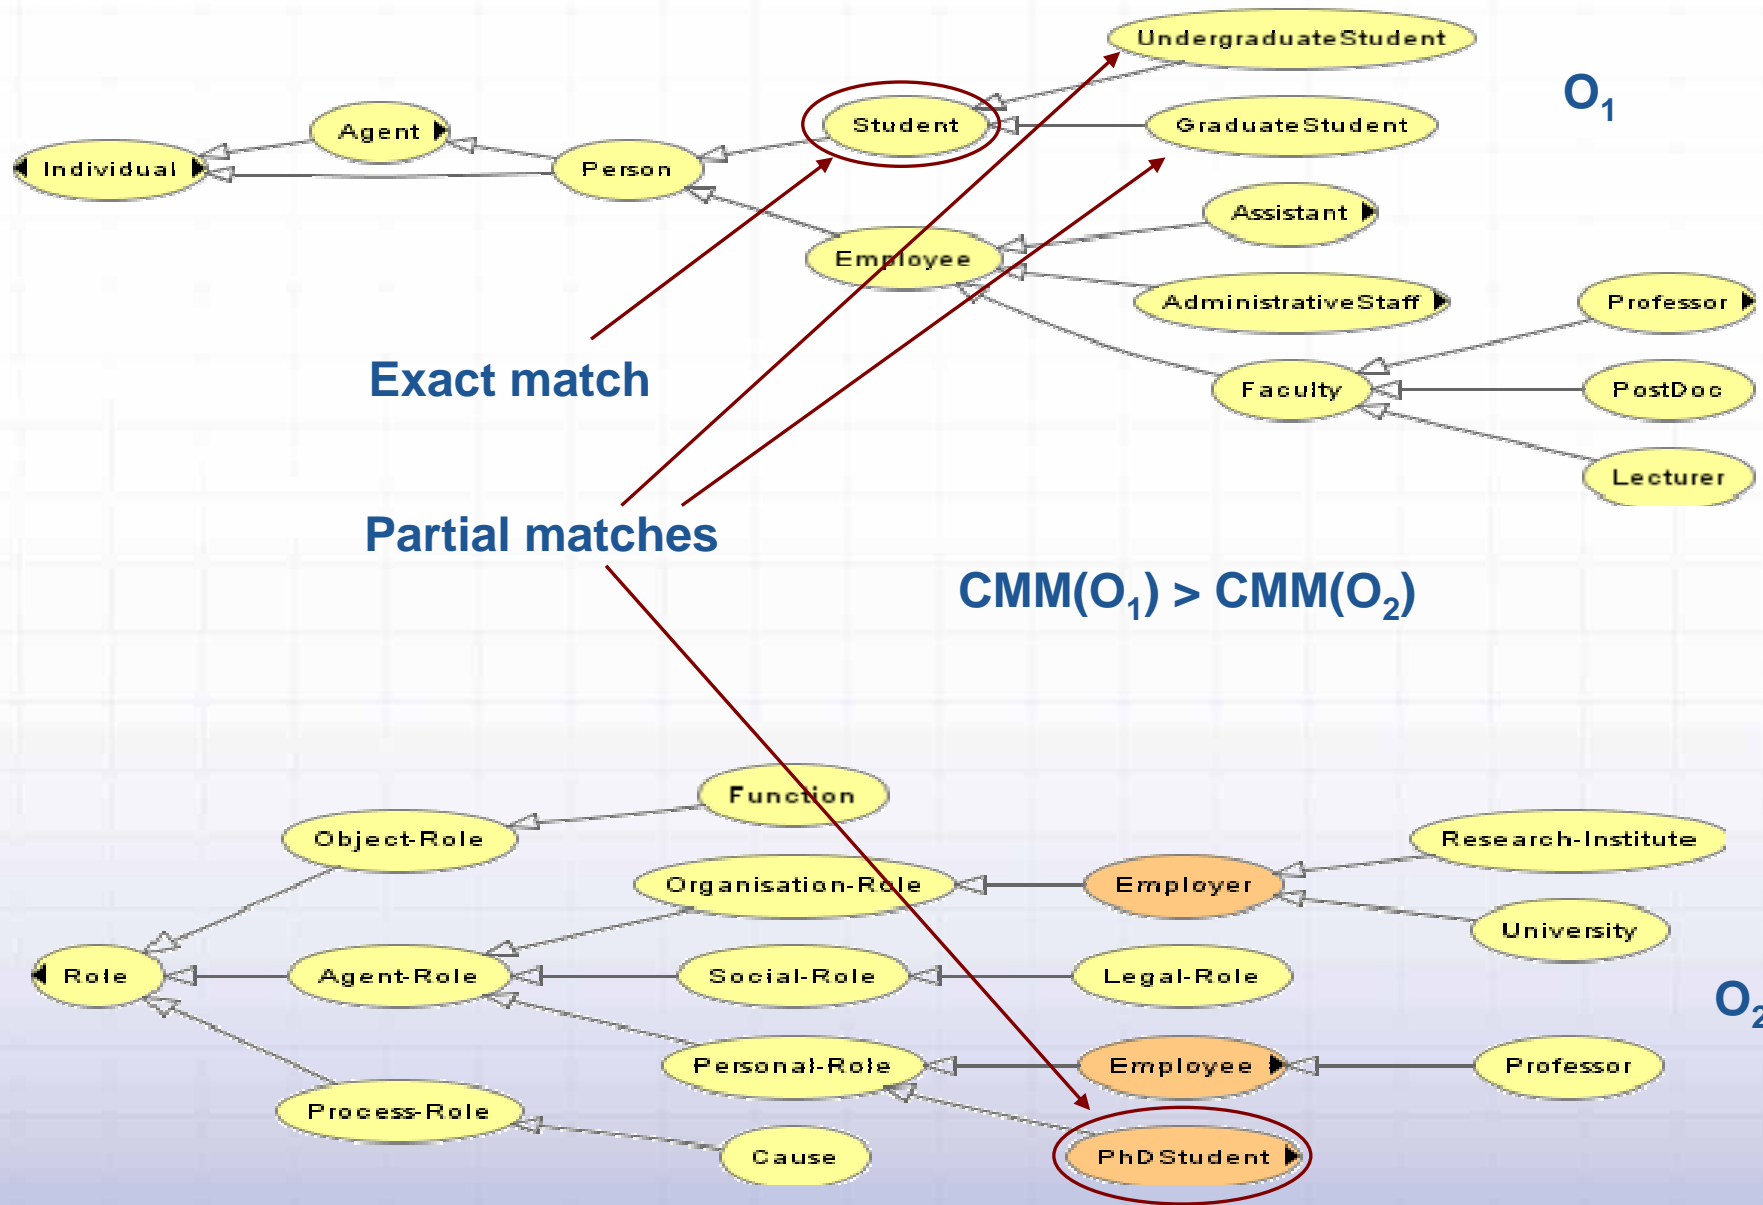 UndergraduateStudent
O₁
Student
GraduateStudent
Agent
Individual
Person
Assistant
Employee
AdministrativeStaff
Professor
Exact match
Faculty
PostDoc
Lecturer
Partial matches
CMM(O₁) > CMM(O₂)
Function
Object-Role
Research-Institute
Organisation-Role
Employer
University
Role
Agent-Role
Social-Role
Legal-Role
O₂
Personal-Role
Employee
Professor
Process-Role
Cause
PhDStudent